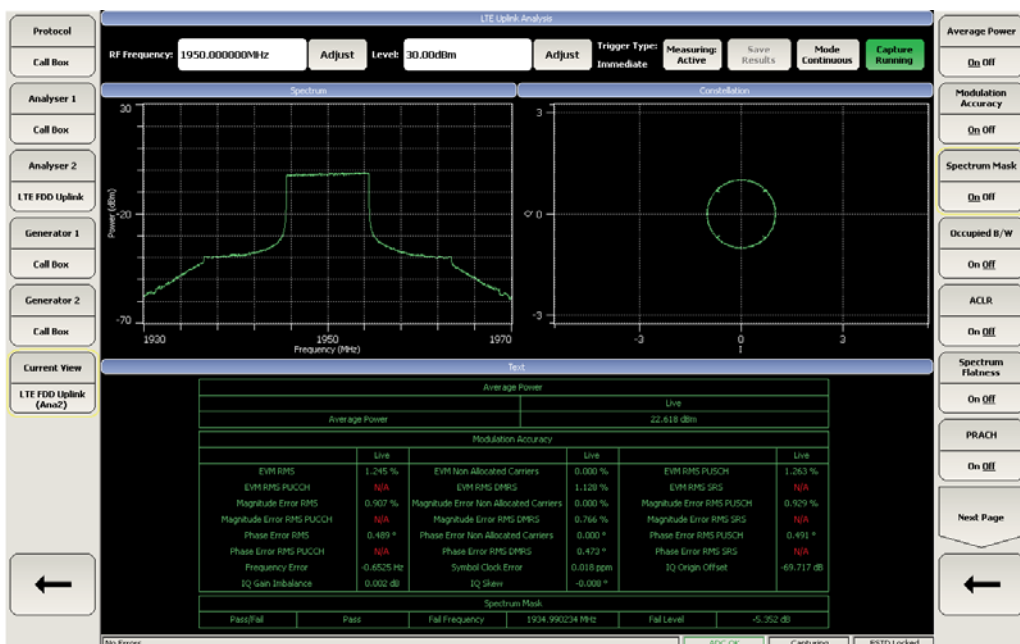 LTE Uplink Analysis
Protocol
Call Box
Analyser 1
Call Box
Analyser 2
LTE FDD Uplink
Generator 1
Call Box
Generator 2
Call Box
Current View
LTE FDD Uplink
(Ana2)
RF Frequency: 1950.000000MHz Adjust Level: 30.00dBm Adjust
Trigger Type:
Immediate
Measuring:
Active
Save
Results
Mode
Continuous
Capture
Running
Spectrum
30
-20
-70
Power (dBm)
1930 1950 1970
Frequency (MHz)
Constellation
3
0
-3
Q
-3 0 3
I
Text
Average Power
Live
Average Power 22.618 dBm
Modulation Accuracy
Live Live Live
EVM RMS 1.245 % EVM Non Allocated Carriers 0.000 % EVM RMS PUSCH 1.263 %
EVM RMS PUCCH N/A EVM RMS DMRS 1.128 % EVM RMS SRS N/A
Magnitude Error RMS 0.907 % Magnitude Error Non Allocated Carriers 0.000 % Magnitude Error RMS PUSCH 0.929 %
Magnitude Error RMS PUCCH N/A Magnitude Error RMS DMRS 0.766 % Magnitude Error RMS SRS N/A
Phase Error RMS 0.489 ° Phase Error Non Allocated Carriers 0.000 ° Phase Error RMS PUSCH 0.491 °
Phase Error RMS PUCCH N/A Phase Error RMS DMRS 0.473 ° Phase Error RMS SRS N/A
Frequency Error -0.6525 Hz Symbol Clock Error 0.018 ppm IQ Origin Offset -69.717 dB
IQ Gain Imbalance 0.002 dB IQ Skew -0.008 °
Spectrum Mask
Pass/Fail Pass Fail Frequency 1934.990234 MHz Fail Level -5.352 dB
No Errors ADC OK Capturing FSTD Locked
Average Power
On Off
Modulation
Accuracy
On Off
Spectrum Mask
On Off
Occupied B/W
On Off
ACLR
On Off
Spectrum
Flatness
On Off
PRACH
On Off
Next Page